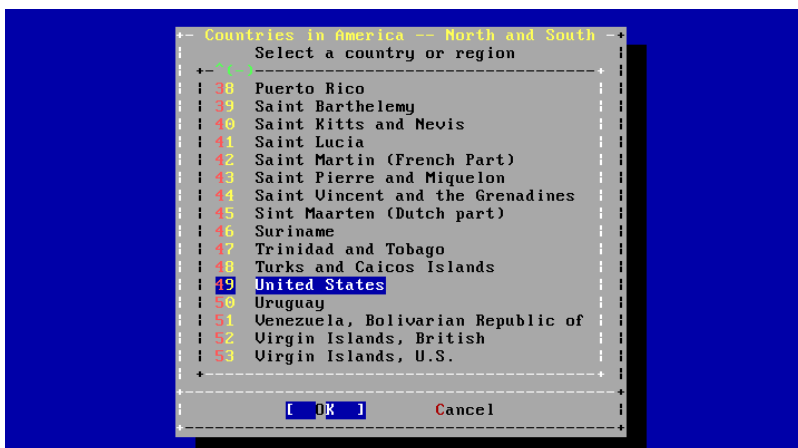 Countries in America -- North and South
Select a country or region
^(-)
38 Puerto Rico
39 Saint Barthelemy
40 Saint Kitts and Nevis
41 Saint Lucia
42 Saint Martin (French Part)
43 Saint Pierre and Miquelon
44 Saint Vincent and the Grenadines
45 Sint Maarten (Dutch part)
46 Suriname
47 Trinidad and Tobago
48 Turks and Caicos Islands
49 United States
50 Uruguay
51 Venezuela, Bolivarian Republic of
52 Virgin Islands, British
53 Virgin Islands, U.S.
[ OK ] Cancel